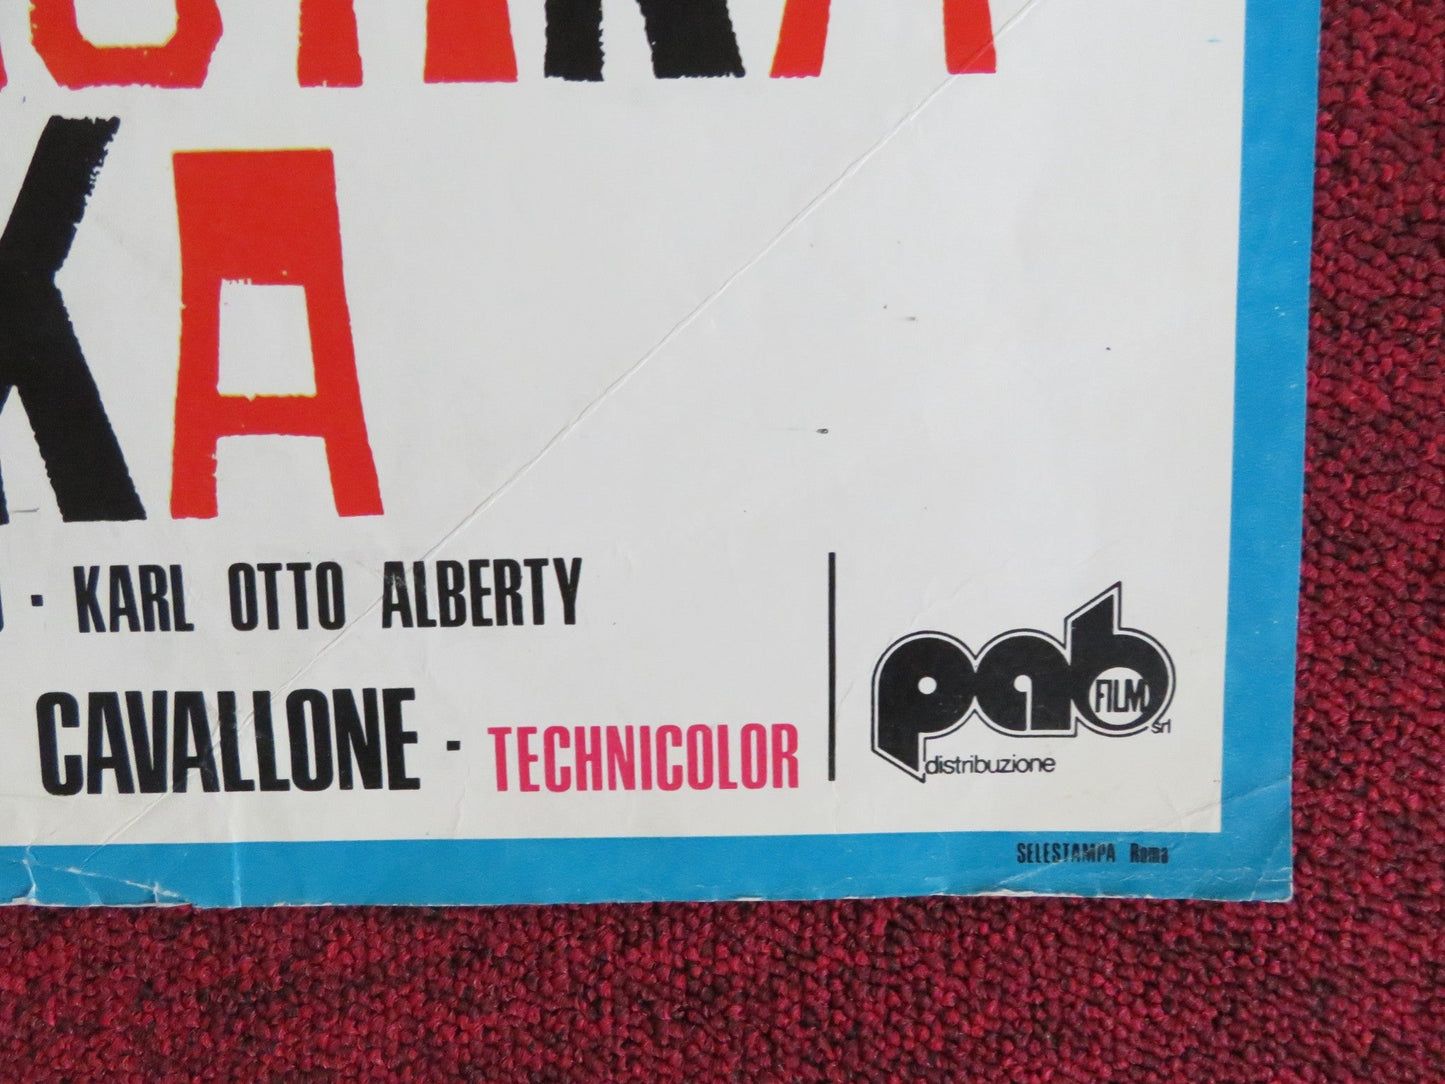 KA
· KARL OTTO ALBERTY
CAVALLONE · TECHNICOLOR
pab FILM srl
distribuzione
SELESTAMPA Roma